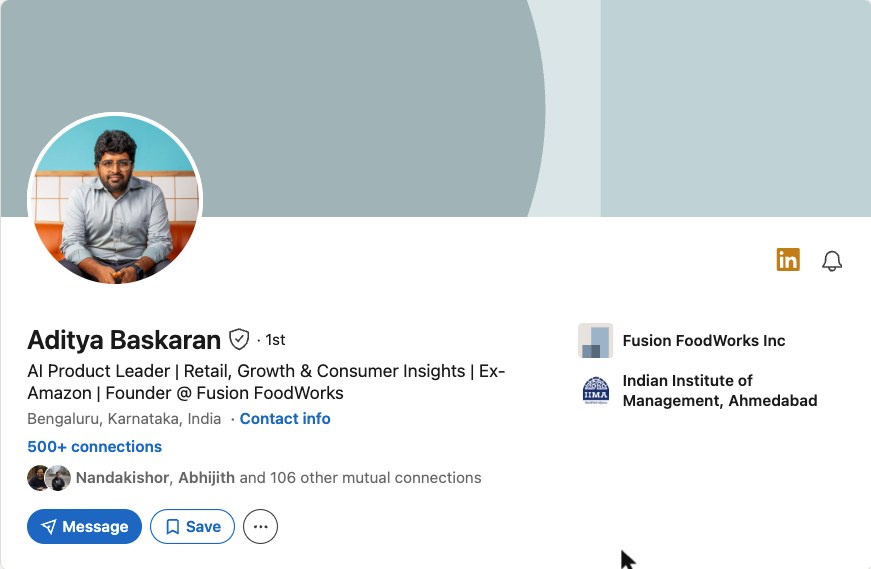 in
Aditya Baskaran · 1st
AI Product Leader | Retail, Growth & Consumer Insights | Ex-
Amazon | Founder @ Fusion FoodWorks
Bengaluru, Karnataka, India · Contact info
500+ connections
Nandakishor, Abhijith and 106 other mutual connections
Message
Save
Fusion FoodWorks Inc
IIMA
Indian Institute of
Management, Ahmedabad